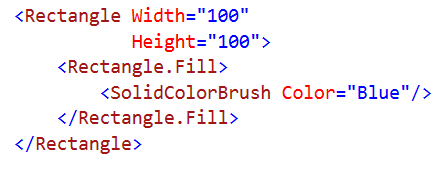 <Rectangle Width="100"
           Height="100">
    <Rectangle.Fill>
        <SolidColorBrush Color="Blue"/>
    </Rectangle.Fill>
</Rectangle>